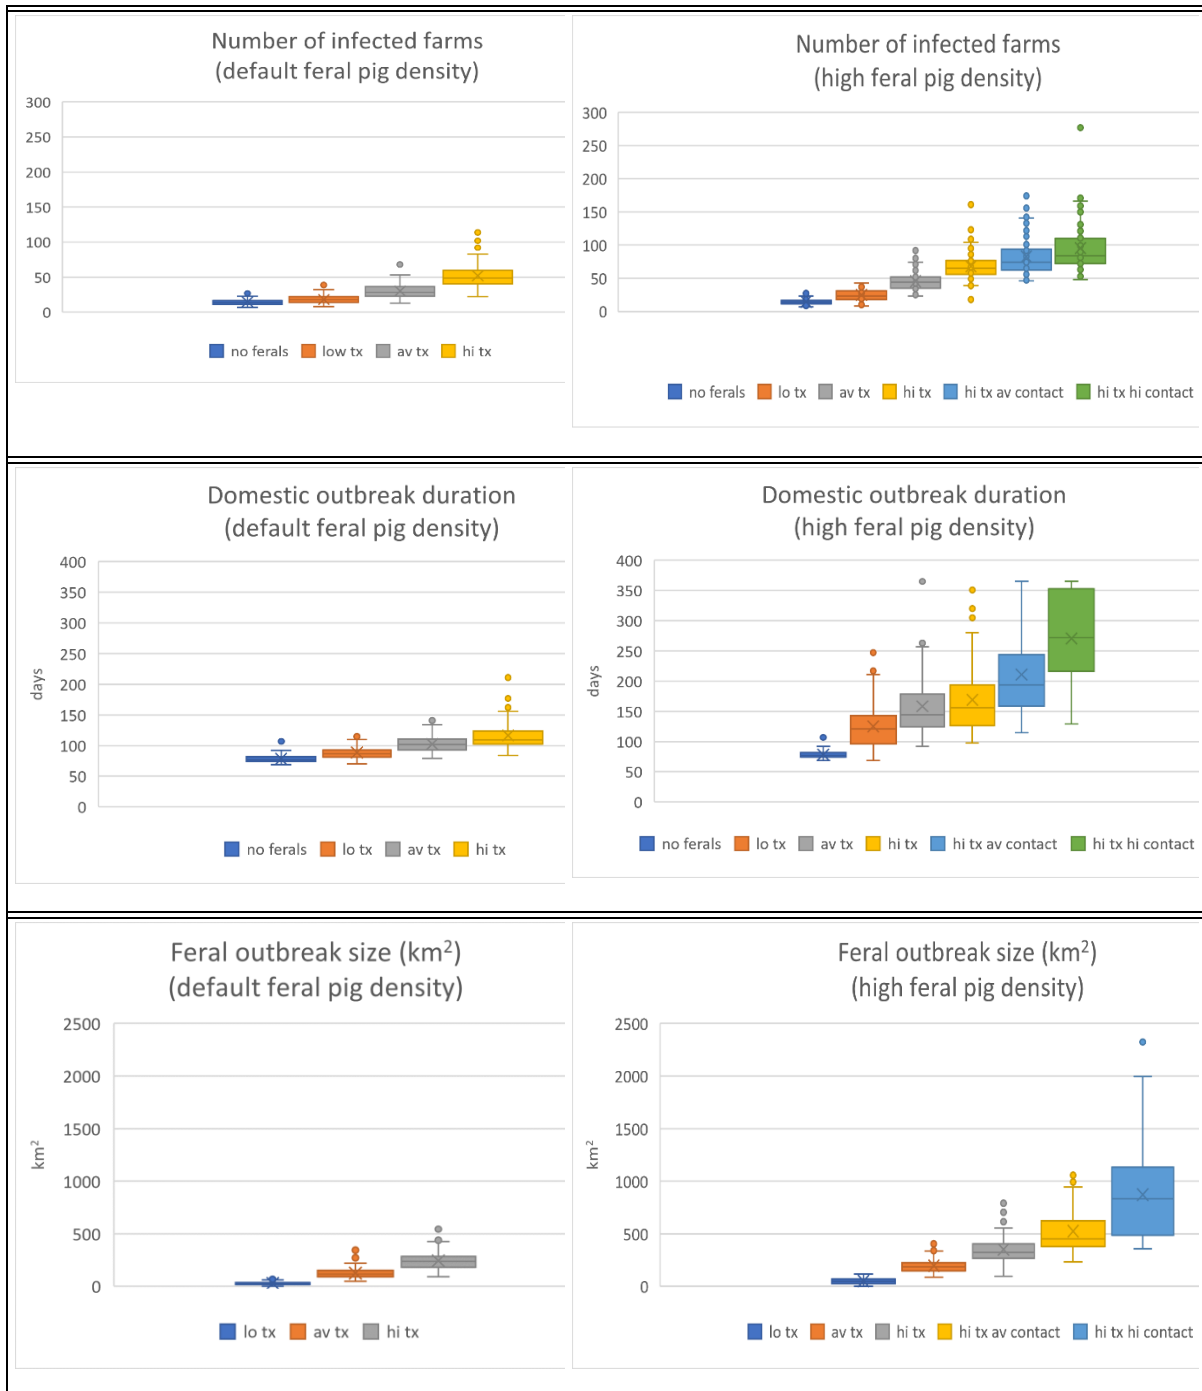 Number of infected farms
(default feral pig density)
300
250
200
150
100
50
0
no ferals low tx av tx hi tx
Number of infected farms
(high feral pig density)
300
250
200
150
100
50
0
no ferals lo tx av tx hi tx hi tx av contact hi tx hi contact
Domestic outbreak duration
(default feral pig density)
400
350
300
250
200
150
100
50
0
days
no ferals lo tx av tx hi tx
Domestic outbreak duration
(high feral pig density)
400
350
300
250
200
150
100
50
0
days
no ferals lo tx av tx hi tx hi tx av contact hi tx hi contact
Feral outbreak size (km²)
(default feral pig density)
2500
2000
1500
1000
500
0
km²
lo tx av tx hi tx
Feral outbreak size (km²)
(high feral pig density)
2500
2000
1500
1000
500
0
km²
lo tx av tx hi tx hi tx av contact hi tx hi contact